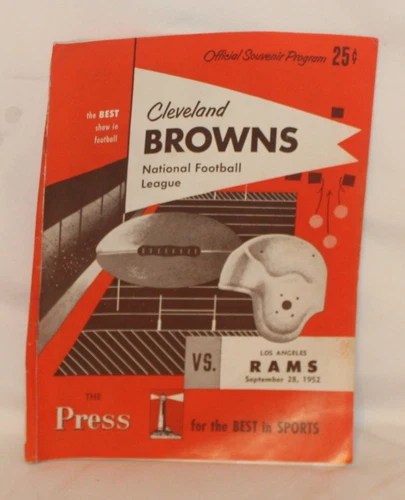 Official Souvenir Program 25¢
the BEST
show in
football
Cleveland
BROWNS
National Football
League
VS.
LOS ANGELES
RAMS
September 28, 1952
THE
Press
for the BEST in SPORTS